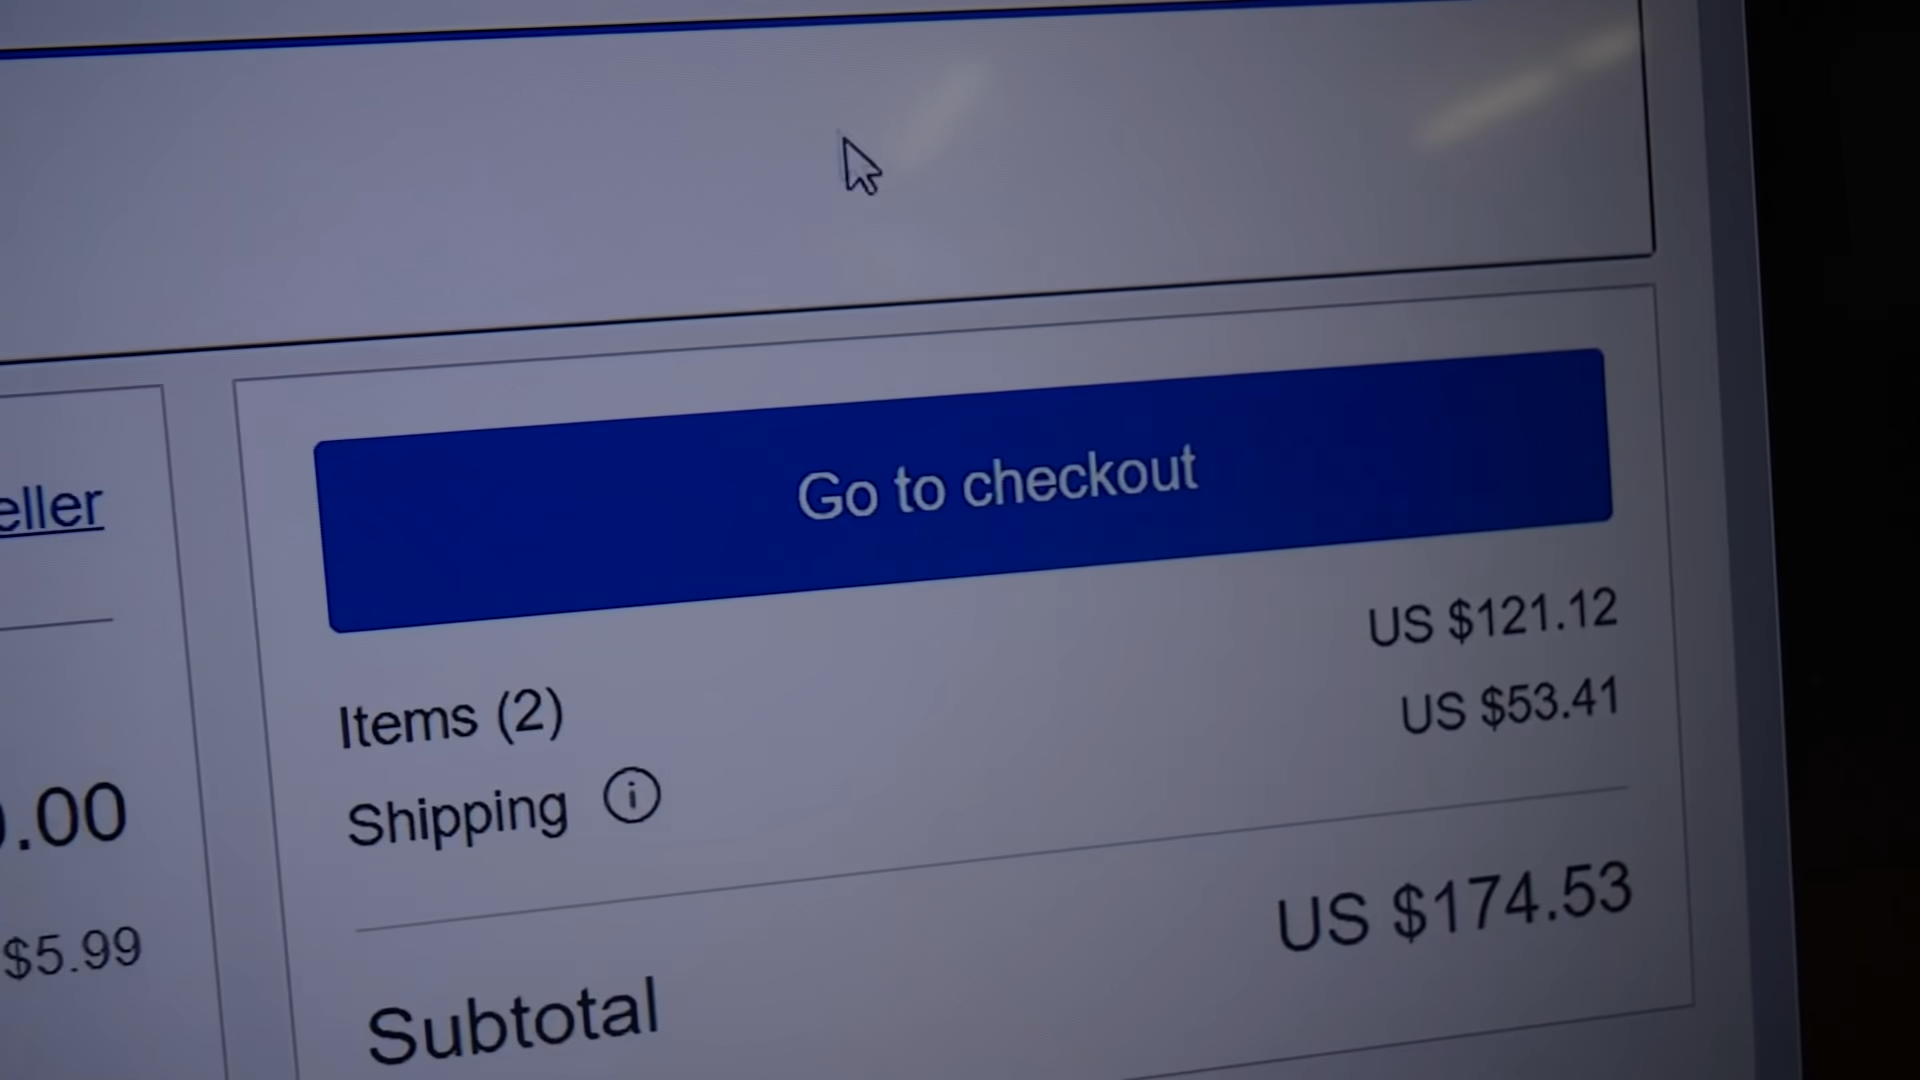 Go to checkout
Items (2) US $121.12
Shipping i US $53.41
Subtotal US $174.53
eller
.00
$5.99